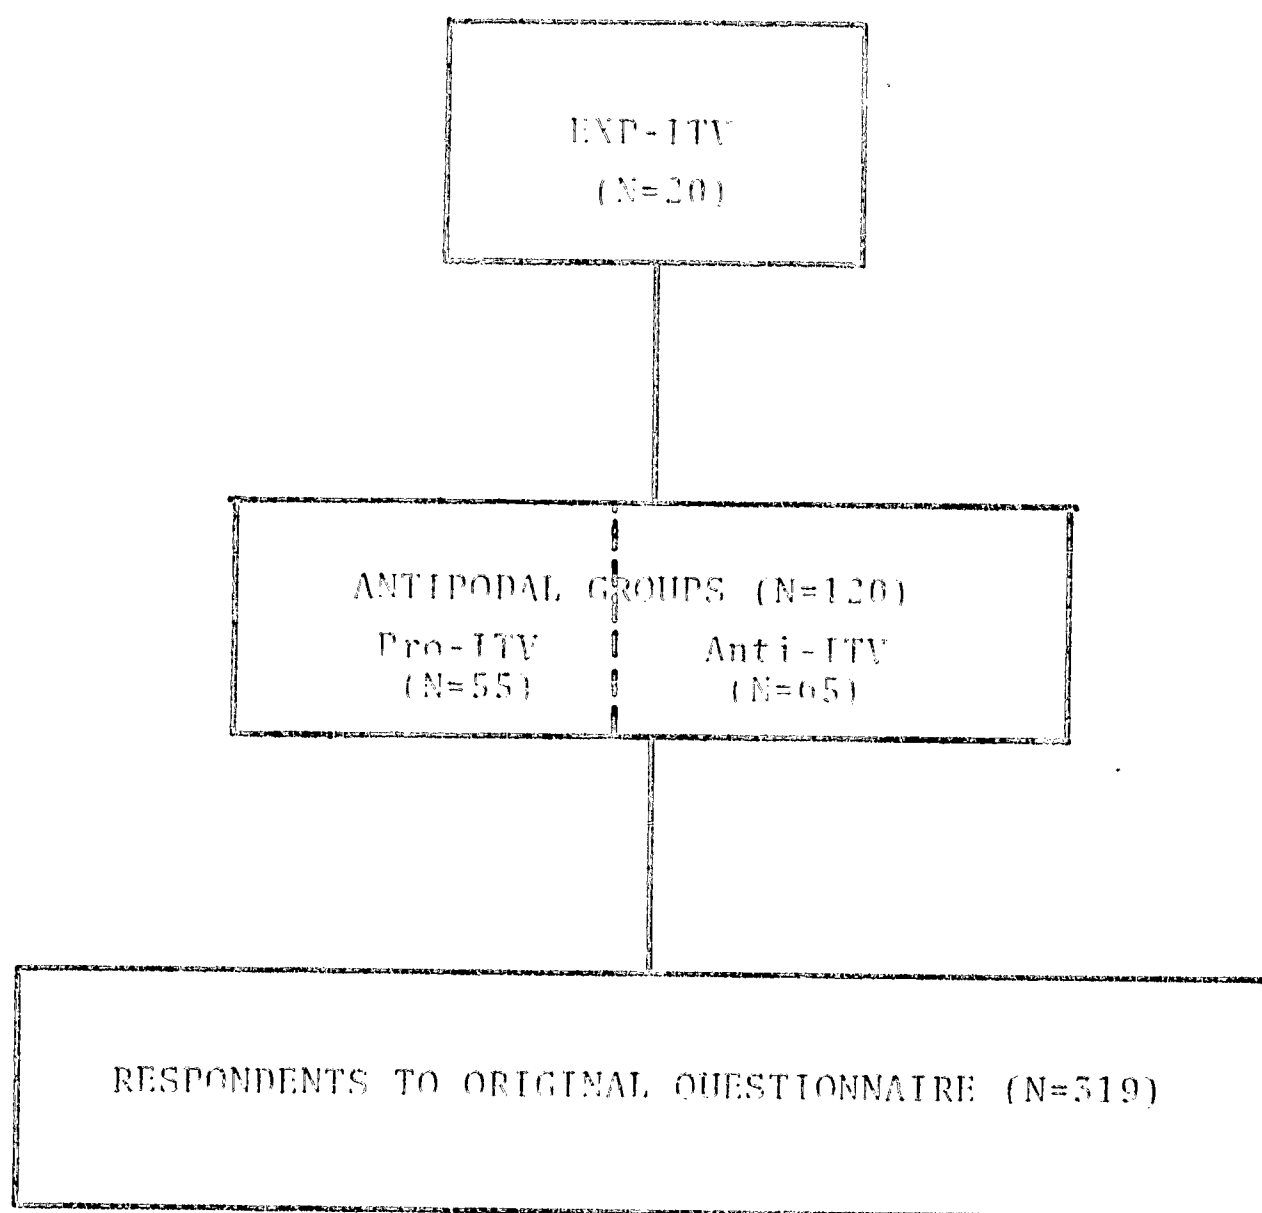 EXP-ITV
(N=20)
ANTIPODAL GROUPS (N=120)
Pro-ITV
(N=55)
Anti-ITV
(N=65)
RESPONDENTS TO ORIGINAL QUESTIONNAIRE (N=319)